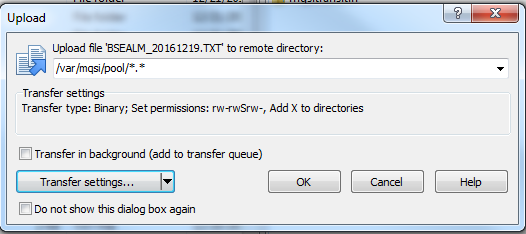 Upload
Upload file 'BSEALM_20161219.TXT' to remote directory:
/var/mqsi/pool/*.*
Transfer settings
Transfer type: Binary; Set permissions: rw-rwSrw-, Add X to directories
Transfer in background (add to transfer queue)
Transfer settings...
OK
Cancel
Help
Do not show this dialog box again